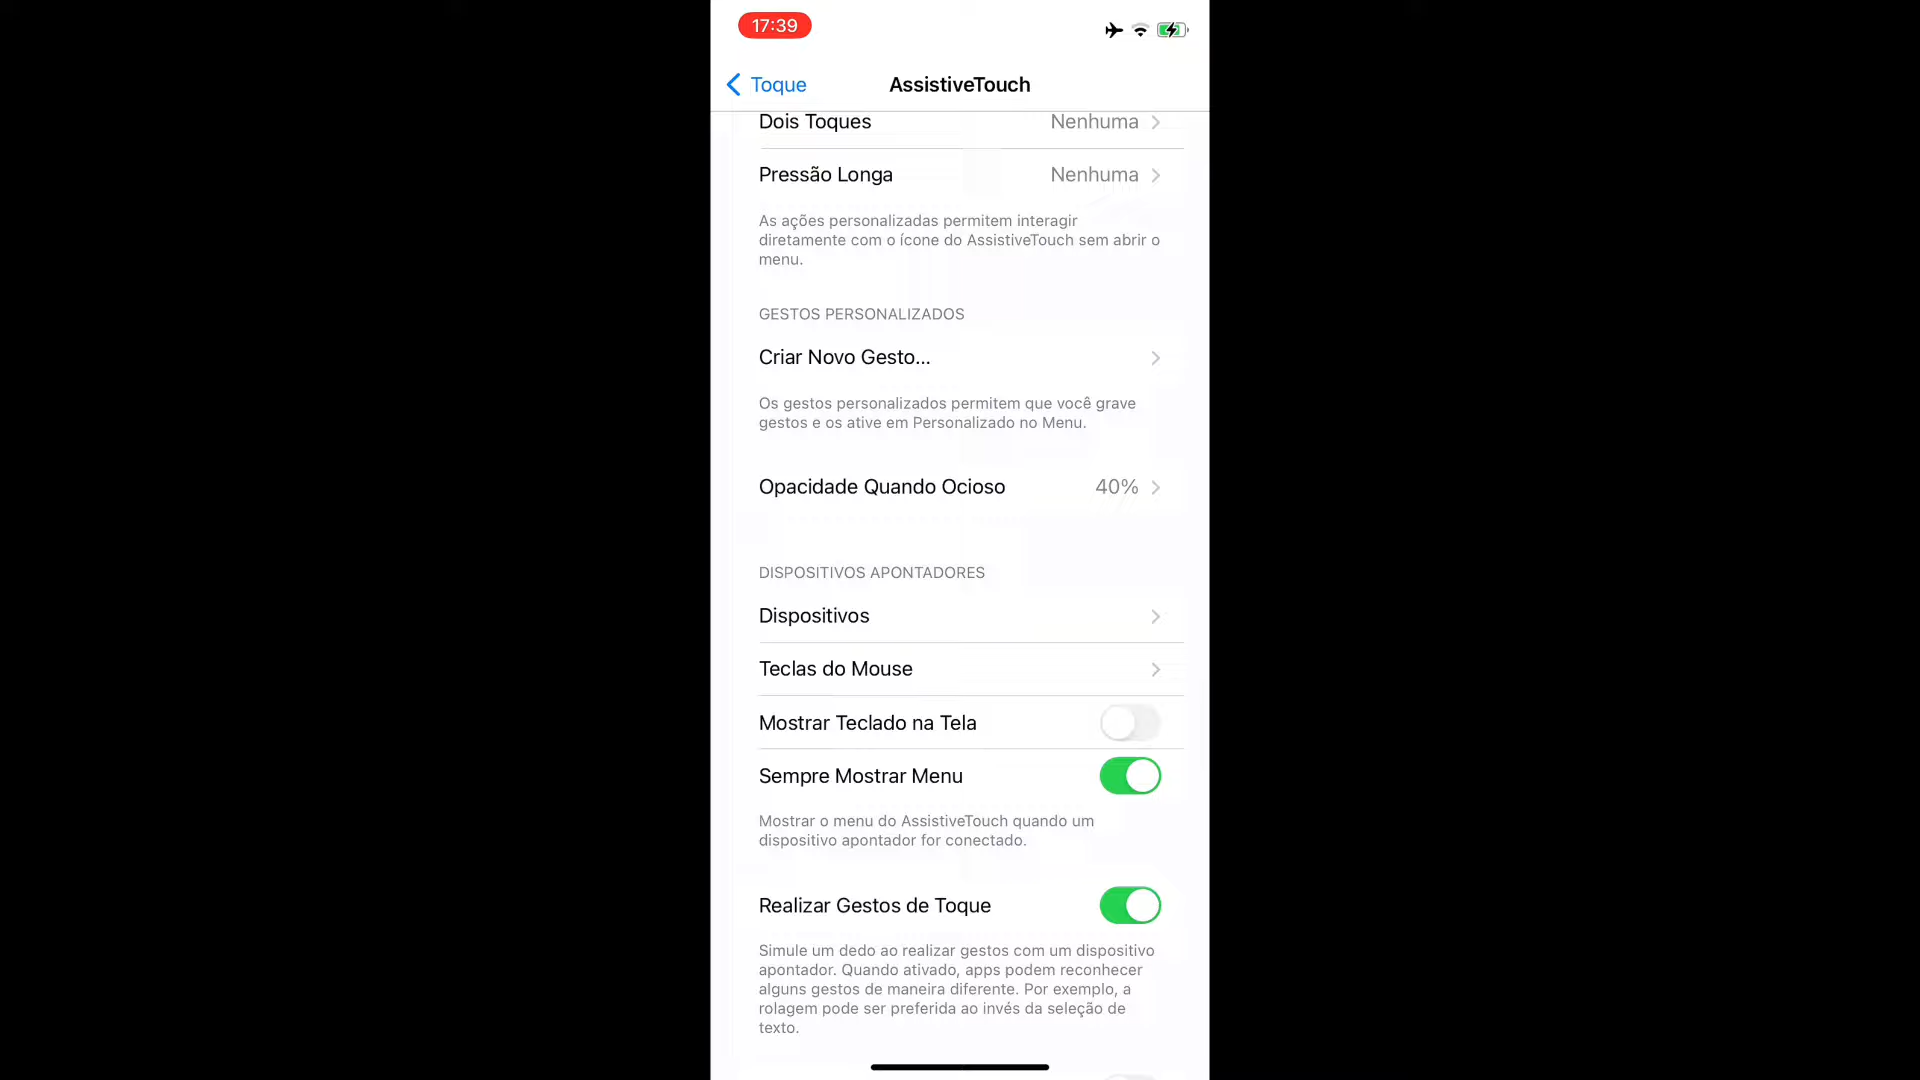 17:39
Toque
AssistiveTouch
Dois Toques Nenhuma
Pressão Longa Nenhuma
As ações personalizadas permitem interagir
diretamente com o ícone do AssistiveTouch sem abrir o
menu.
GESTOS PERSONALIZADOS
Criar Novo Gesto...
Os gestos personalizados permitem que você grave
gestos e os ative em Personalizado no Menu.
Opacidade Quando Ocioso 40%
DISPOSITIVOS APONTADORES
Dispositivos
Teclas do Mouse
Mostrar Teclado na Tela
Sempre Mostrar Menu
Mostrar o menu do AssistiveTouch quando um
dispositivo apontador for conectado.
Realizar Gestos de Toque
Simule um dedo ao realizar gestos com um dispositivo
apontador. Quando ativado, apps podem reconhecer
alguns gestos de maneira diferente. Por exemplo, a
rolagem pode ser preferida ao invés da seleção de
texto.